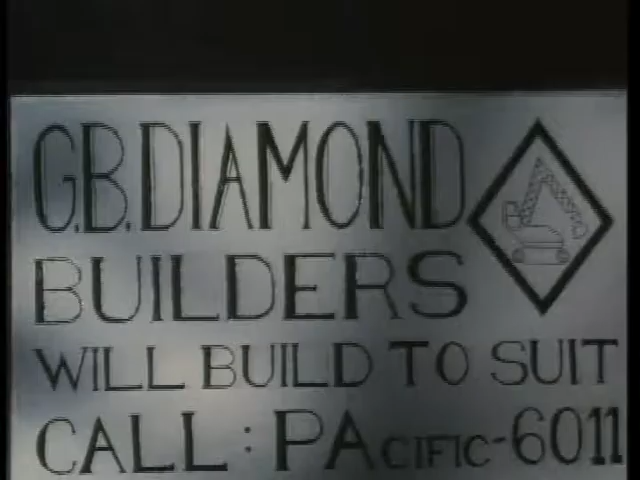 G.B. DIAMOND
BUILDERS
WILL BUILD TO SUIT
CALL : PACIFIC-6011